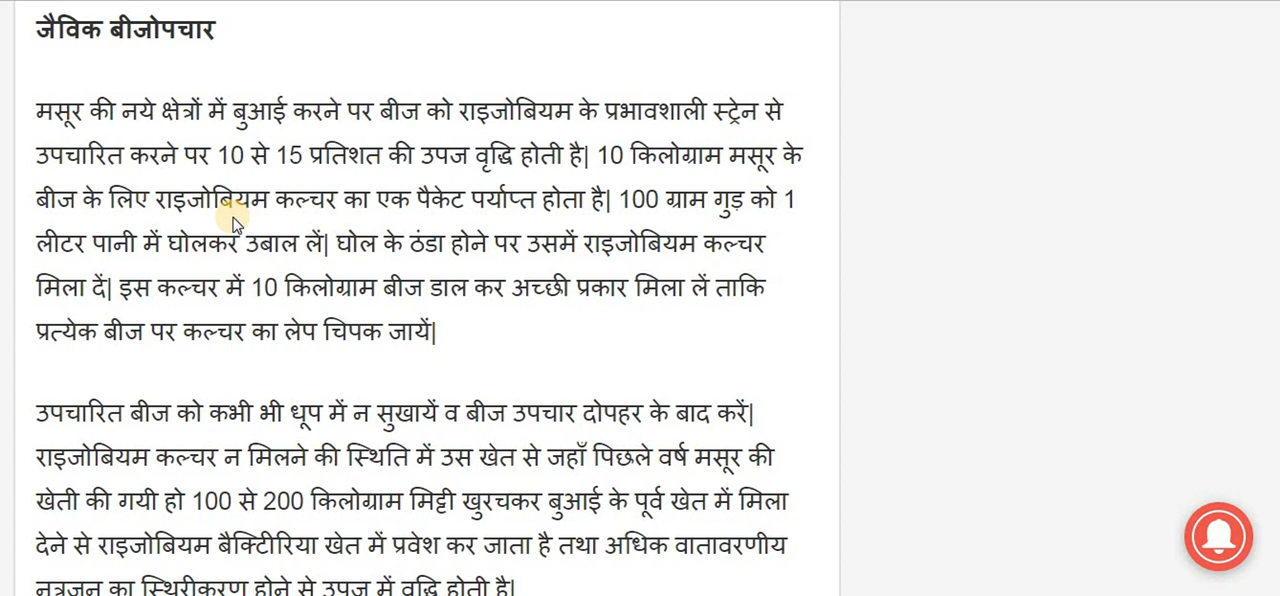 जैविक बीजोपचार
मसूर की नये क्षेत्रों में बुआई करने पर बीज को राइजोबियम के प्रभावशाली स्ट्रेन से
उपचारित करने पर 10 से 15 प्रतिशत की उपज वृद्धि होती है| 10 किलोग्राम मसूर के
बीज के लिए राइजोबियम कल्चर का एक पैकेट पर्याप्त होता है| 100 ग्राम गुड़ को 1
लीटर पानी में घोलकर उबाल लें| घोल के ठंडा होने पर उसमें राइजोबियम कल्चर
मिला दें| इस कल्चर में 10 किलोग्राम बीज डाल कर अच्छी प्रकार मिला लें ताकि
प्रत्येक बीज पर कल्चर का लेप चिपक जायें|
उपचारित बीज को कभी भी धूप में न सुखायें व बीज उपचार दोपहर के बाद करें|
राइजोबियम कल्चर न मिलने की स्थिति में उस खेत से जहाँ पिछले वर्ष मसूर की
खेती की गयी हो 100 से 200 किलोग्राम मिट्टी खुरचकर बुआई के पूर्व खेत में मिला
देने से राइजोबियम बैक्टिीरिया खेत में प्रवेश कर जाता है तथा अधिक वातावरणीय
नत्रजन का स्थिरीकरण होने से उपज में वृद्धि होती है|